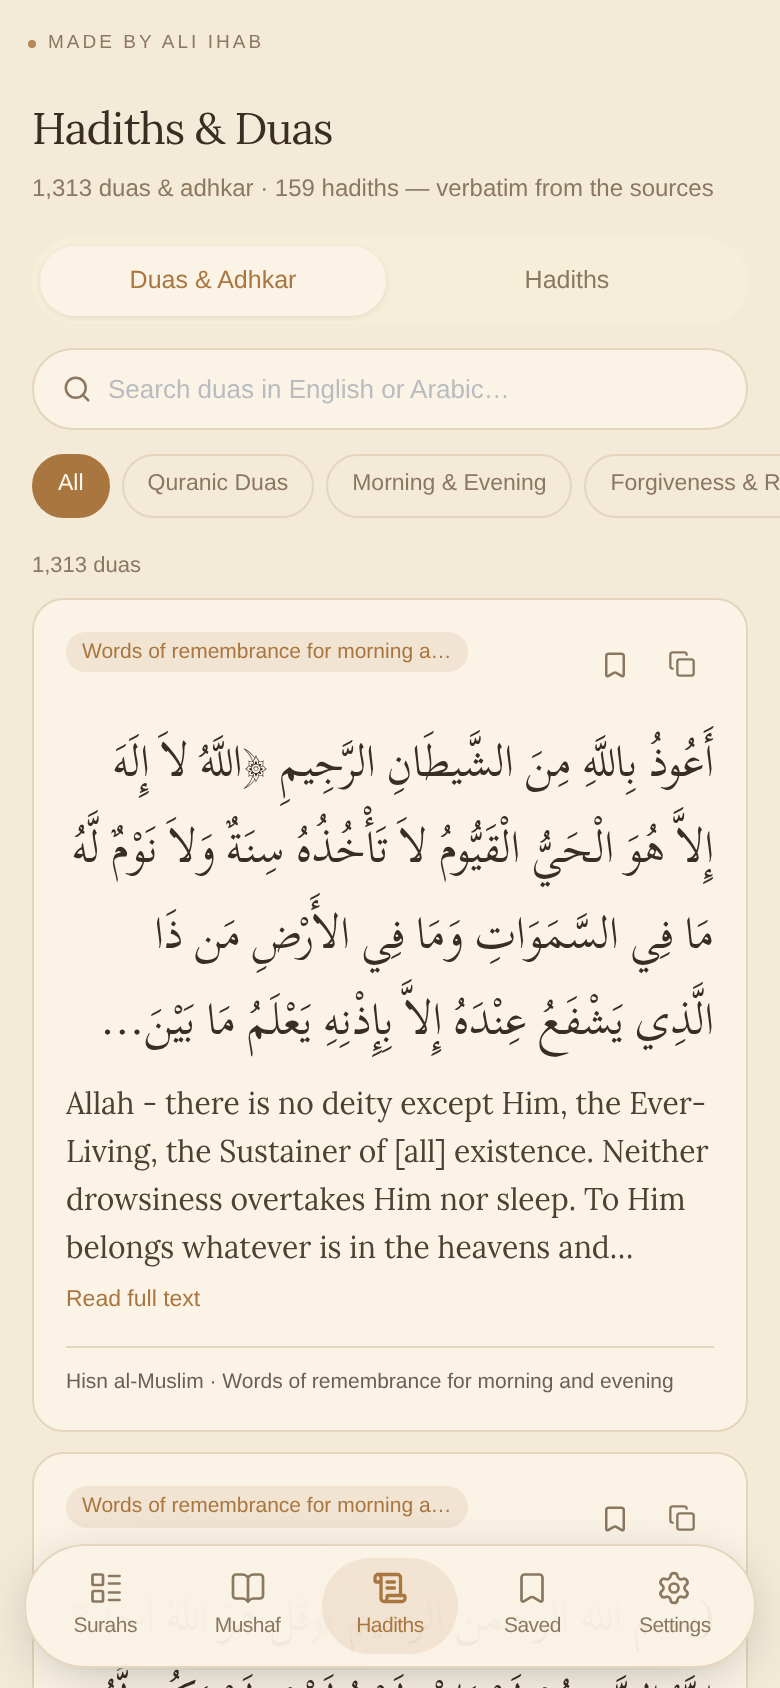 MADE BY ALI IHAB
Hadiths & Duas
1,313 duas & adhkar · 159 hadiths — verbatim from the sources
Duas & Adhkar
Hadiths
Search duas in English or Arabic…
All
Quranic Duas
Morning & Evening
Forgiveness & R
1,313 duas
Words of remembrance for morning a…
أَعُوذُ بِاللَّهِ مِنَ الشَّيطَانِ الرَّجِيمِ ﴿اللَّهُ لاَ إِلَهَ
إِلاَّ هُوَ الْحَيُّ الْقَيُّومُ لاَ تَأْخُذُهُ سِنَةٌ وَلاَ نَوْمٌ لَّهُ
مَا فِي السَّمَوَاتِ وَمَا فِي الأَرْضِ مَن ذَا
الَّذِي يَشْفَعُ عِنْدَهُ إِلاَّ بِإِذْنِهِ يَعْلَمُ مَا بَيْنَ…
Allah - there is no deity except Him, the Ever-
Living, the Sustainer of [all] existence. Neither
drowsiness overtakes Him nor sleep. To Him
belongs whatever is in the heavens and…
Read full text
Hisn al-Muslim · Words of remembrance for morning and evening
Words of remembrance for morning a…
Surahs
Mushaf
Hadiths
Saved
Settings